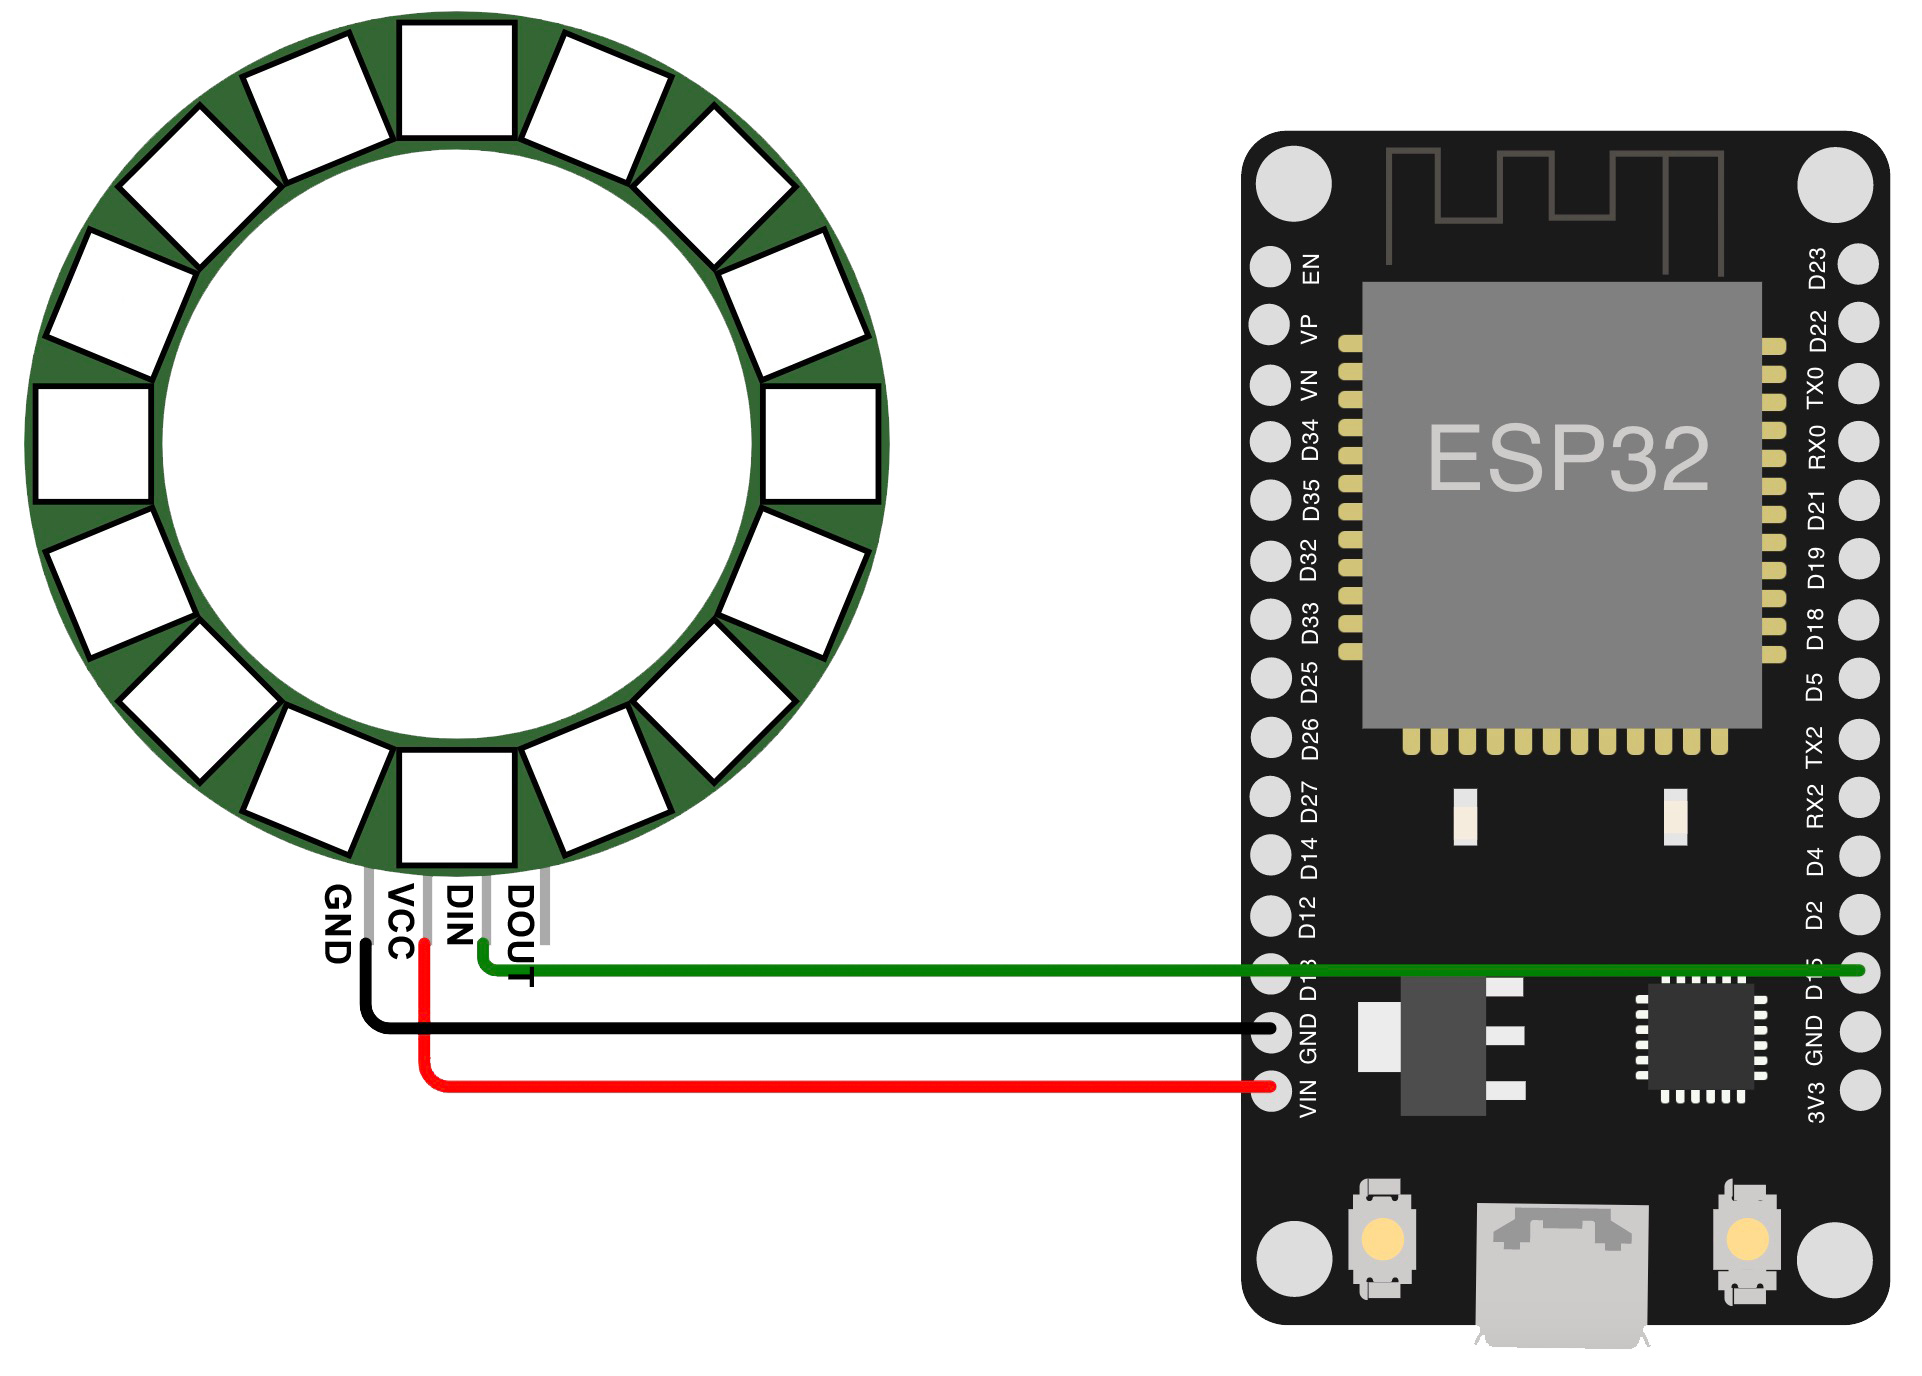 ESP32
EN
VP
VN
D34
D35
D32
D33
D25
D26
D27
D14
D12
D13
GND
VIN
D23
D22
TX0
RX0
D21
D19
D18
D5
TX2
RX2
D4
D2
D15
GND
3V3
GND
VCC
DIN
DOUT